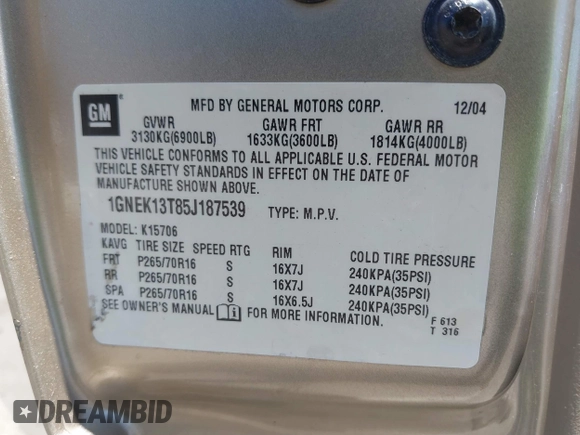 GM
MFD BY GENERAL MOTORS CORP. 12/04
GVWR GAWR FRT GAWR RR
3130KG(6900LB) 1633KG(3600LB) 1814KG(4000LB)
THIS VEHICLE CONFORMS TO ALL APPLICABLE U.S. FEDERAL MOTOR
VEHICLE SAFETY STANDARDS IN EFFECT ON THE DATE OF
MANUFACTURE SHOWN ABOVE.
1GNEK13T85J187539 TYPE: M.P.V.
MODEL: K15706
KAVG TIRE SIZE SPEED RTG RIM COLD TIRE PRESSURE
FRT P265/70R16 S 16X7J 240KPA(35PSI)
RR P265/70R16 S 16X7J 240KPA(35PSI)
SPA P265/70R16 S 16X6.5J 240KPA(35PSI)
SEE OWNER'S MANUAL i FOR MORE INFORMATION.
F 613
T 316
DREAMBID